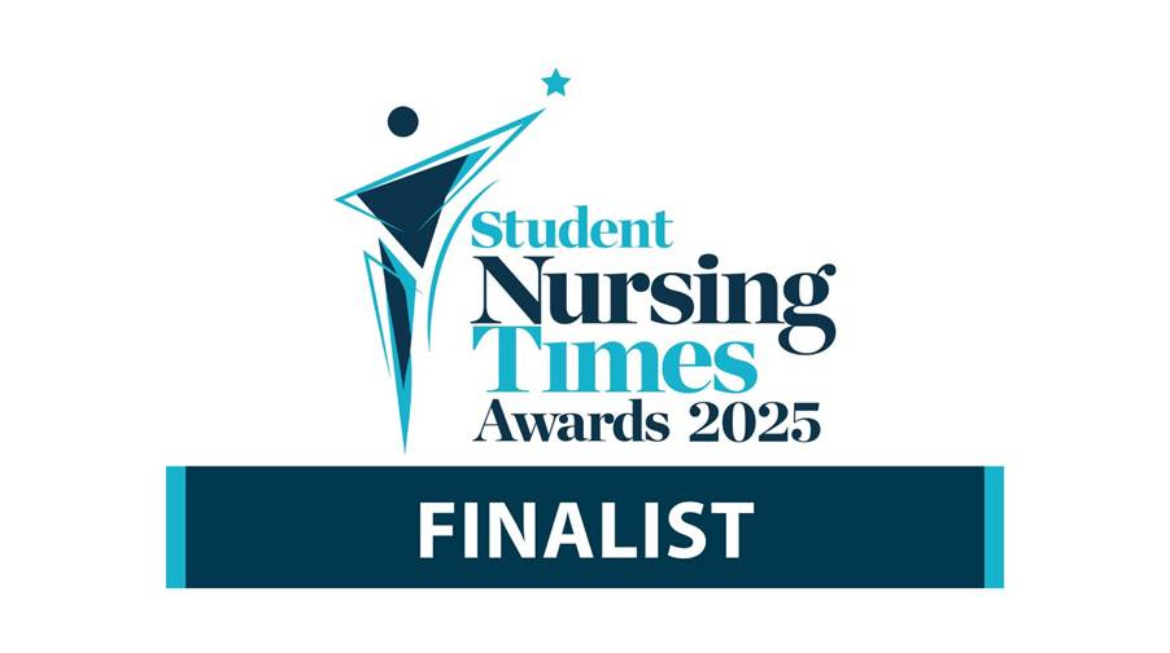 Student
Nursing
Times
Awards 2025
FINALIST